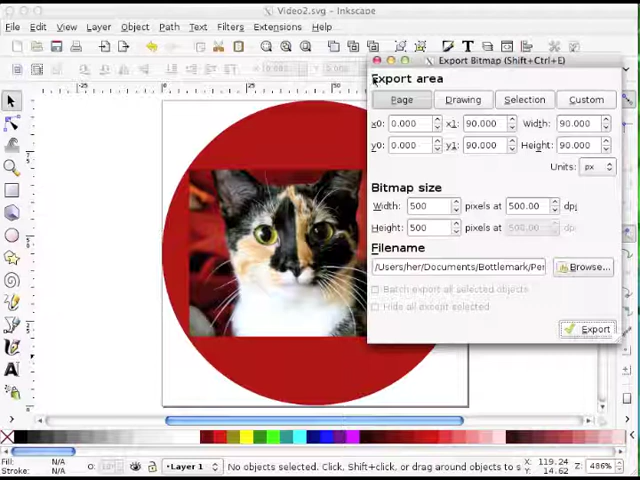 Video2.svg - Inkscape
File Edit View Layer Object Path Text Filters Extensions Help
Export Bitmap (Shift+Ctrl+E)
Export area
Page Drawing Selection Custom
x0: 0.000 x1: 90.000 Width: 90.000
y0: 0.000 y1: 90.000 Height: 90.000
Units: px
Bitmap size
Width: 500 pixels at 500.00 dpi
Height: 500 pixels at 500.00 dpi
Filename
/Users/her/Documents/Bottlemark/Per Browse...
Batch export all selected objects
Hide all except selected
Export
Fill: N/A
Stroke: N/A
O:
Layer 1
No objects selected. Click, Shift+click, or drag around objects to s
X: 119.24
Y: 14.62
Z: 486%